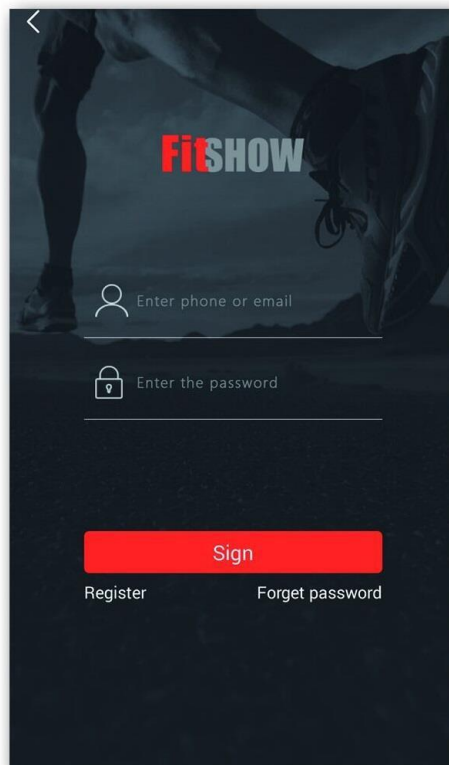 FitSHOW
Enter phone or email
Enter the password
Sign
Register
Forget password